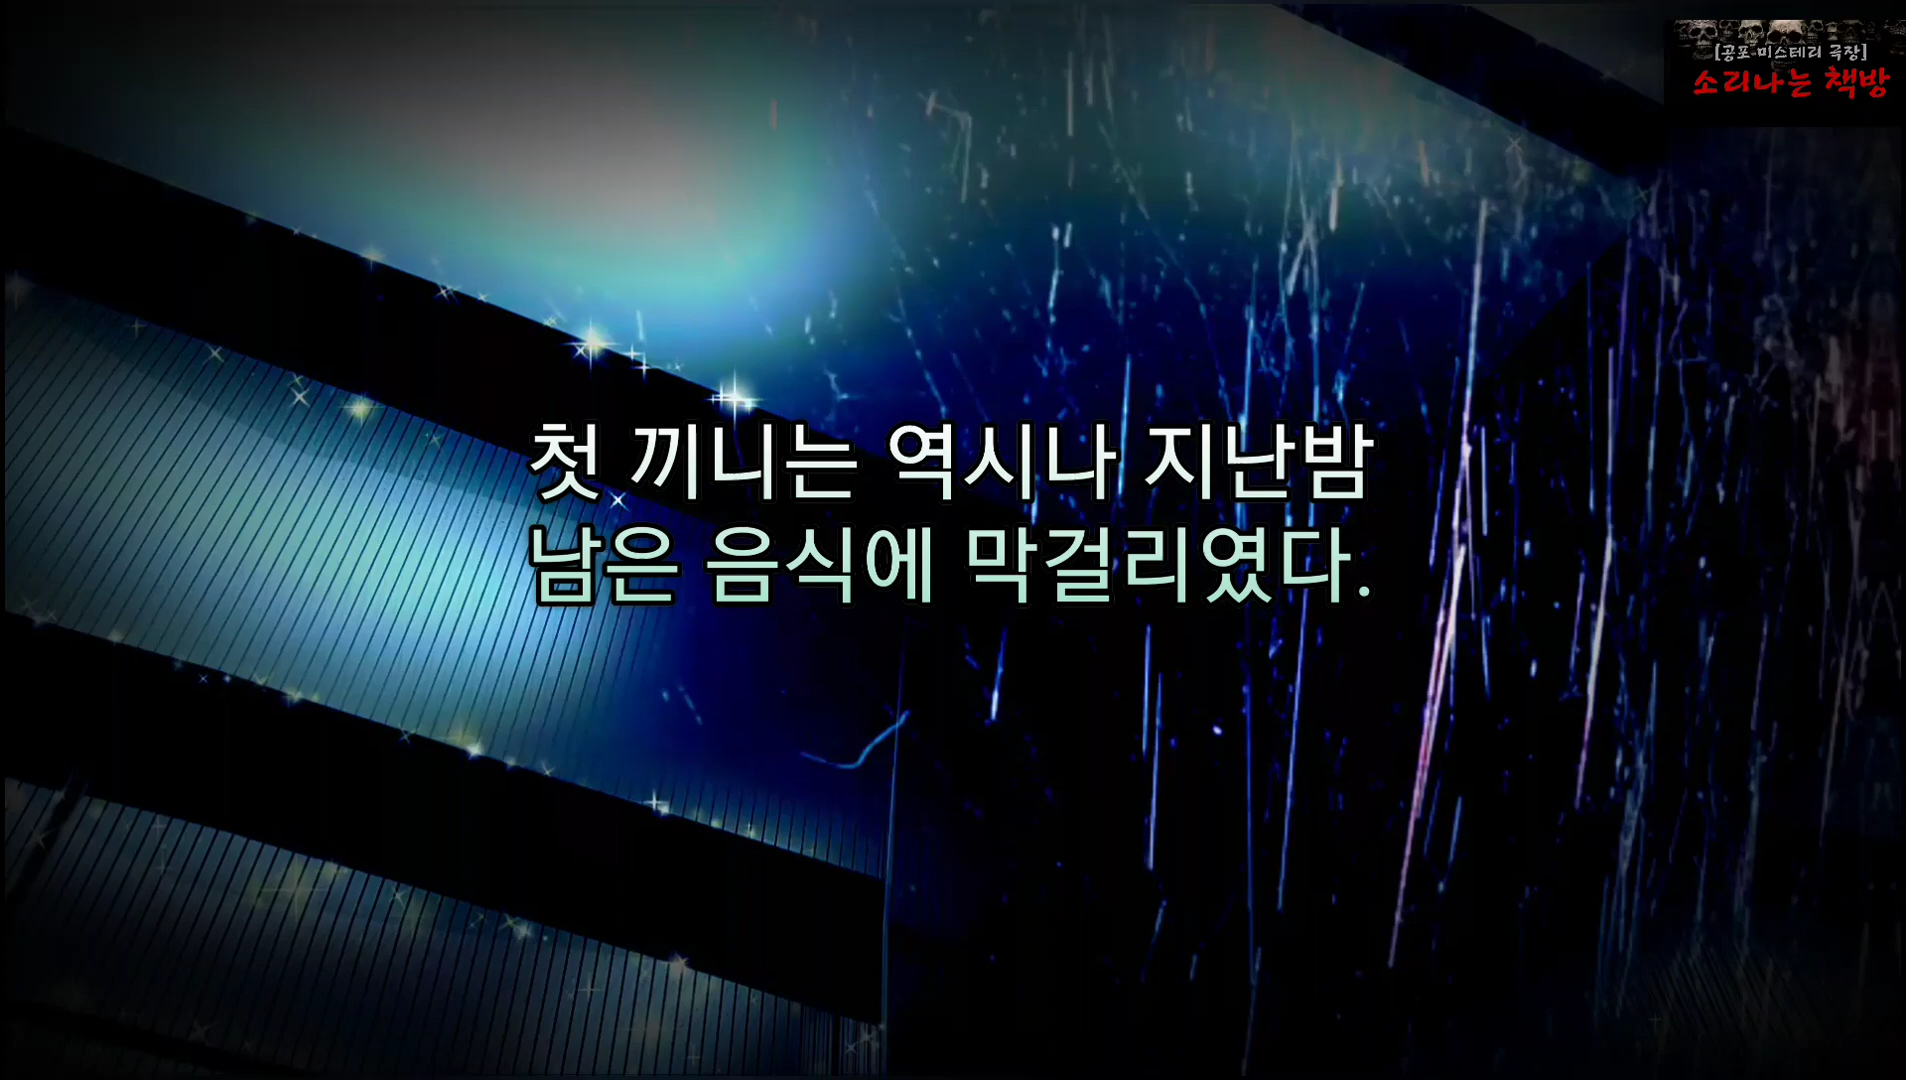 [공포 미스테리 극장]
소리나는 책방
첫 끼니는 역시나 지난밤
남은 음식에 막걸리였다.